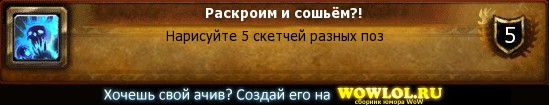 Раскроим и сошьём?!
Нарисуйте 5 скетчей разных поз
5
Хочешь свой ачив? Создай его на WOWLOL.RU
сборник юмора WoW